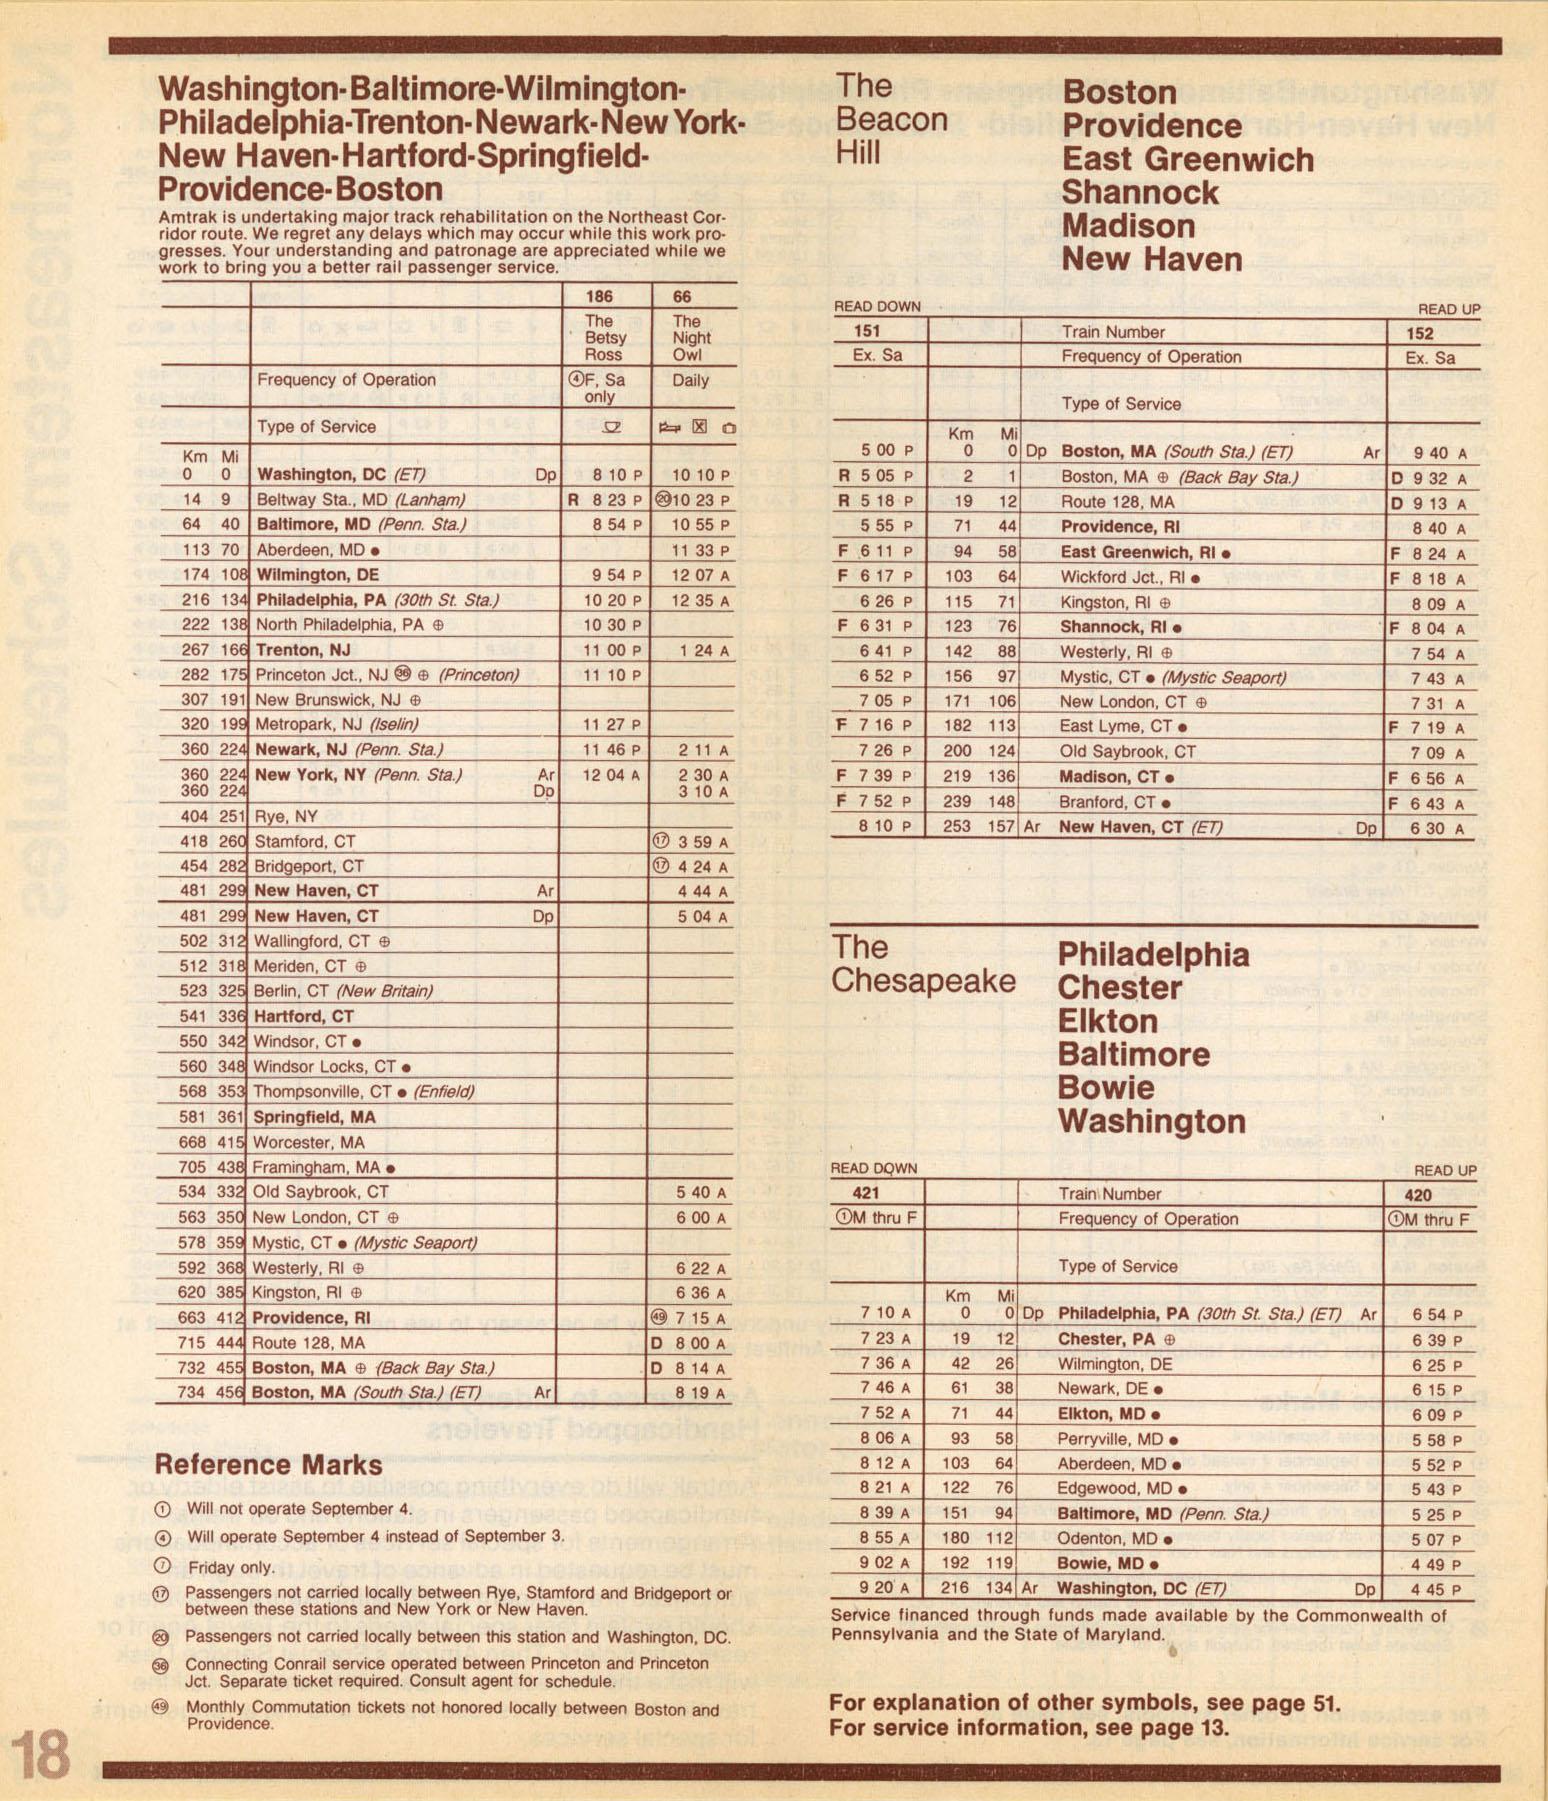 Washington-Baltimore-Wilmington-
Philadelphia-Trenton-Newark-New York-
New Haven-Hartford-Springfield-
Providence-Boston
Amtrak is undertaking major track rehabilitation on the Northeast Cor-
ridor route. We regret any delays which may occur while this work pro-
gresses. Your understanding and patronage are appreciated while we
work to bring you a better rail passenger service.
186 66
The The
Betsy Night
Ross Owl
Frequency of Operation ④F, Sa Daily
only
Type of Service
Km Mi
0 0 Washington, DC (ET) Dp 8 10 P 10 10 P
14 9 Beltway Sta., MD (Lanham) R 8 23 P ⑳10 23 P
64 40 Baltimore, MD (Penn. Sta.) 8 54 P 10 55 P
113 70 Aberdeen, MD ● 11 33 P
174 108 Wilmington, DE 9 54 P 12 07 A
216 134 Philadelphia, PA (30th St. Sta.) 10 20 P 12 35 A
222 138 North Philadelphia, PA ⊕ 10 30 P
267 166 Trenton, NJ 11 00 P 1 24 A
282 175 Princeton Jct., NJ ㊱ ⊕ (Princeton) 11 10 P
307 191 New Brunswick, NJ ⊕
320 199 Metropark, NJ (Iselin) 11 27 P
360 224 Newark, NJ (Penn. Sta.) 11 46 P 2 11 A
360 224 New York, NY (Penn. Sta.) Ar 12 04 A 2 30 A
360 224 Dp 3 10 A
404 251 Rye, NY
418 260 Stamford, CT ⑰ 3 59 A
454 282 Bridgeport, CT ⑰ 4 24 A
481 299 New Haven, CT Ar 4 44 A
481 299 New Haven, CT Dp 5 04 A
502 312 Wallingford, CT ⊕
512 318 Meriden, CT ⊕
523 325 Berlin, CT (New Britain)
541 336 Hartford, CT
550 342 Windsor, CT ●
560 348 Windsor Locks, CT ●
568 353 Thompsonville, CT ● (Enfield)
581 361 Springfield, MA
668 415 Worcester, MA
705 438 Framingham, MA ●
534 332 Old Saybrook, CT 5 40 A
563 350 New London, CT ⊕ 6 00 A
578 359 Mystic, CT ● (Mystic Seaport)
592 368 Westerly, RI ⊕ 6 22 A
620 385 Kingston, RI ⊕ 6 36 A
663 412 Providence, RI ㊾ 7 15 A
715 444 Route 128, MA D 8 00 A
732 455 Boston, MA ⊕ (Back Bay Sta.) D 8 14 A
734 456 Boston, MA (South Sta.) (ET) Ar 8 19 A
Reference Marks
① Will not operate September 4.
④ Will operate September 4 instead of September 3.
⑦ Friday only.
⑰ Passengers not carried locally between Rye, Stamford and Bridgeport or
between these stations and New York or New Haven.
⑳ Passengers not carried locally between this station and Washington, DC.
㊱ Connecting Conrail service operated between Princeton and Princeton
Jct. Separate ticket required. Consult agent for schedule.
㊾ Monthly Commutation tickets not honored locally between Boston and
Providence.
18
The
Beacon
Hill
Boston
Providence
East Greenwich
Shannock
Madison
New Haven
READ DOWN READ UP
151 Train Number 152
Ex. Sa Frequency of Operation Ex. Sa
Type of Service
Km Mi
5 00 P 0 0 Dp Boston, MA (South Sta.) (ET) Ar 9 40 A
R 5 05 P 2 1 Boston, MA ⊕ (Back Bay Sta.) D 9 32 A
R 5 18 P 19 12 Route 128, MA D 9 13 A
5 55 P 71 44 Providence, RI 8 40 A
F 6 11 P 94 58 East Greenwich, RI ● F 8 24 A
F 6 17 P 103 64 Wickford Jct., RI ● F 8 18 A
6 26 P 115 71 Kingston, RI ⊕ 8 09 A
F 6 31 P 123 76 Shannock, RI ● F 8 04 A
6 41 P 142 88 Westerly, RI ⊕ 7 54 A
6 52 P 156 97 Mystic, CT ● (Mystic Seaport) 7 43 A
7 05 P 171 106 New London, CT ⊕ 7 31 A
F 7 16 P 182 113 East Lyme, CT ● F 7 19 A
7 26 P 200 124 Old Saybrook, CT 7 09 A
F 7 39 P 219 136 Madison, CT ● F 6 56 A
F 7 52 P 239 148 Branford, CT ● F 6 43 A
8 10 P 253 157 Ar New Haven, CT (ET) Dp 6 30 A
The
Chesapeake
Philadelphia
Chester
Elkton
Baltimore
Bowie
Washington
READ DOWN READ UP
421 Train Number 420
①M thru F Frequency of Operation ①M thru F
Type of Service
Km Mi
7 10 A 0 0 Dp Philadelphia, PA (30th St. Sta.) (ET) Ar 6 54 P
7 23 A 19 12 Chester, PA ⊕ 6 39 P
7 36 A 42 26 Wilmington, DE 6 25 P
7 46 A 61 38 Newark, DE ● 6 15 P
7 52 A 71 44 Elkton, MD ● 6 09 P
8 06 A 93 58 Perryville, MD ● 5 58 P
8 12 A 103 64 Aberdeen, MD ● 5 52 P
8 21 A 122 76 Edgewood, MD ● 5 43 P
8 39 A 151 94 Baltimore, MD (Penn. Sta.) 5 25 P
8 55 A 180 112 Odenton, MD ● 5 07 P
9 02 A 192 119 Bowie, MD ● 4 49 P
9 20 A 216 134 Ar Washington, DC (ET) Dp 4 45 P
Service financed through funds made available by the Commonwealth of
Pennsylvania and the State of Maryland.
For explanation of other symbols, see page 51.
For service information, see page 13.